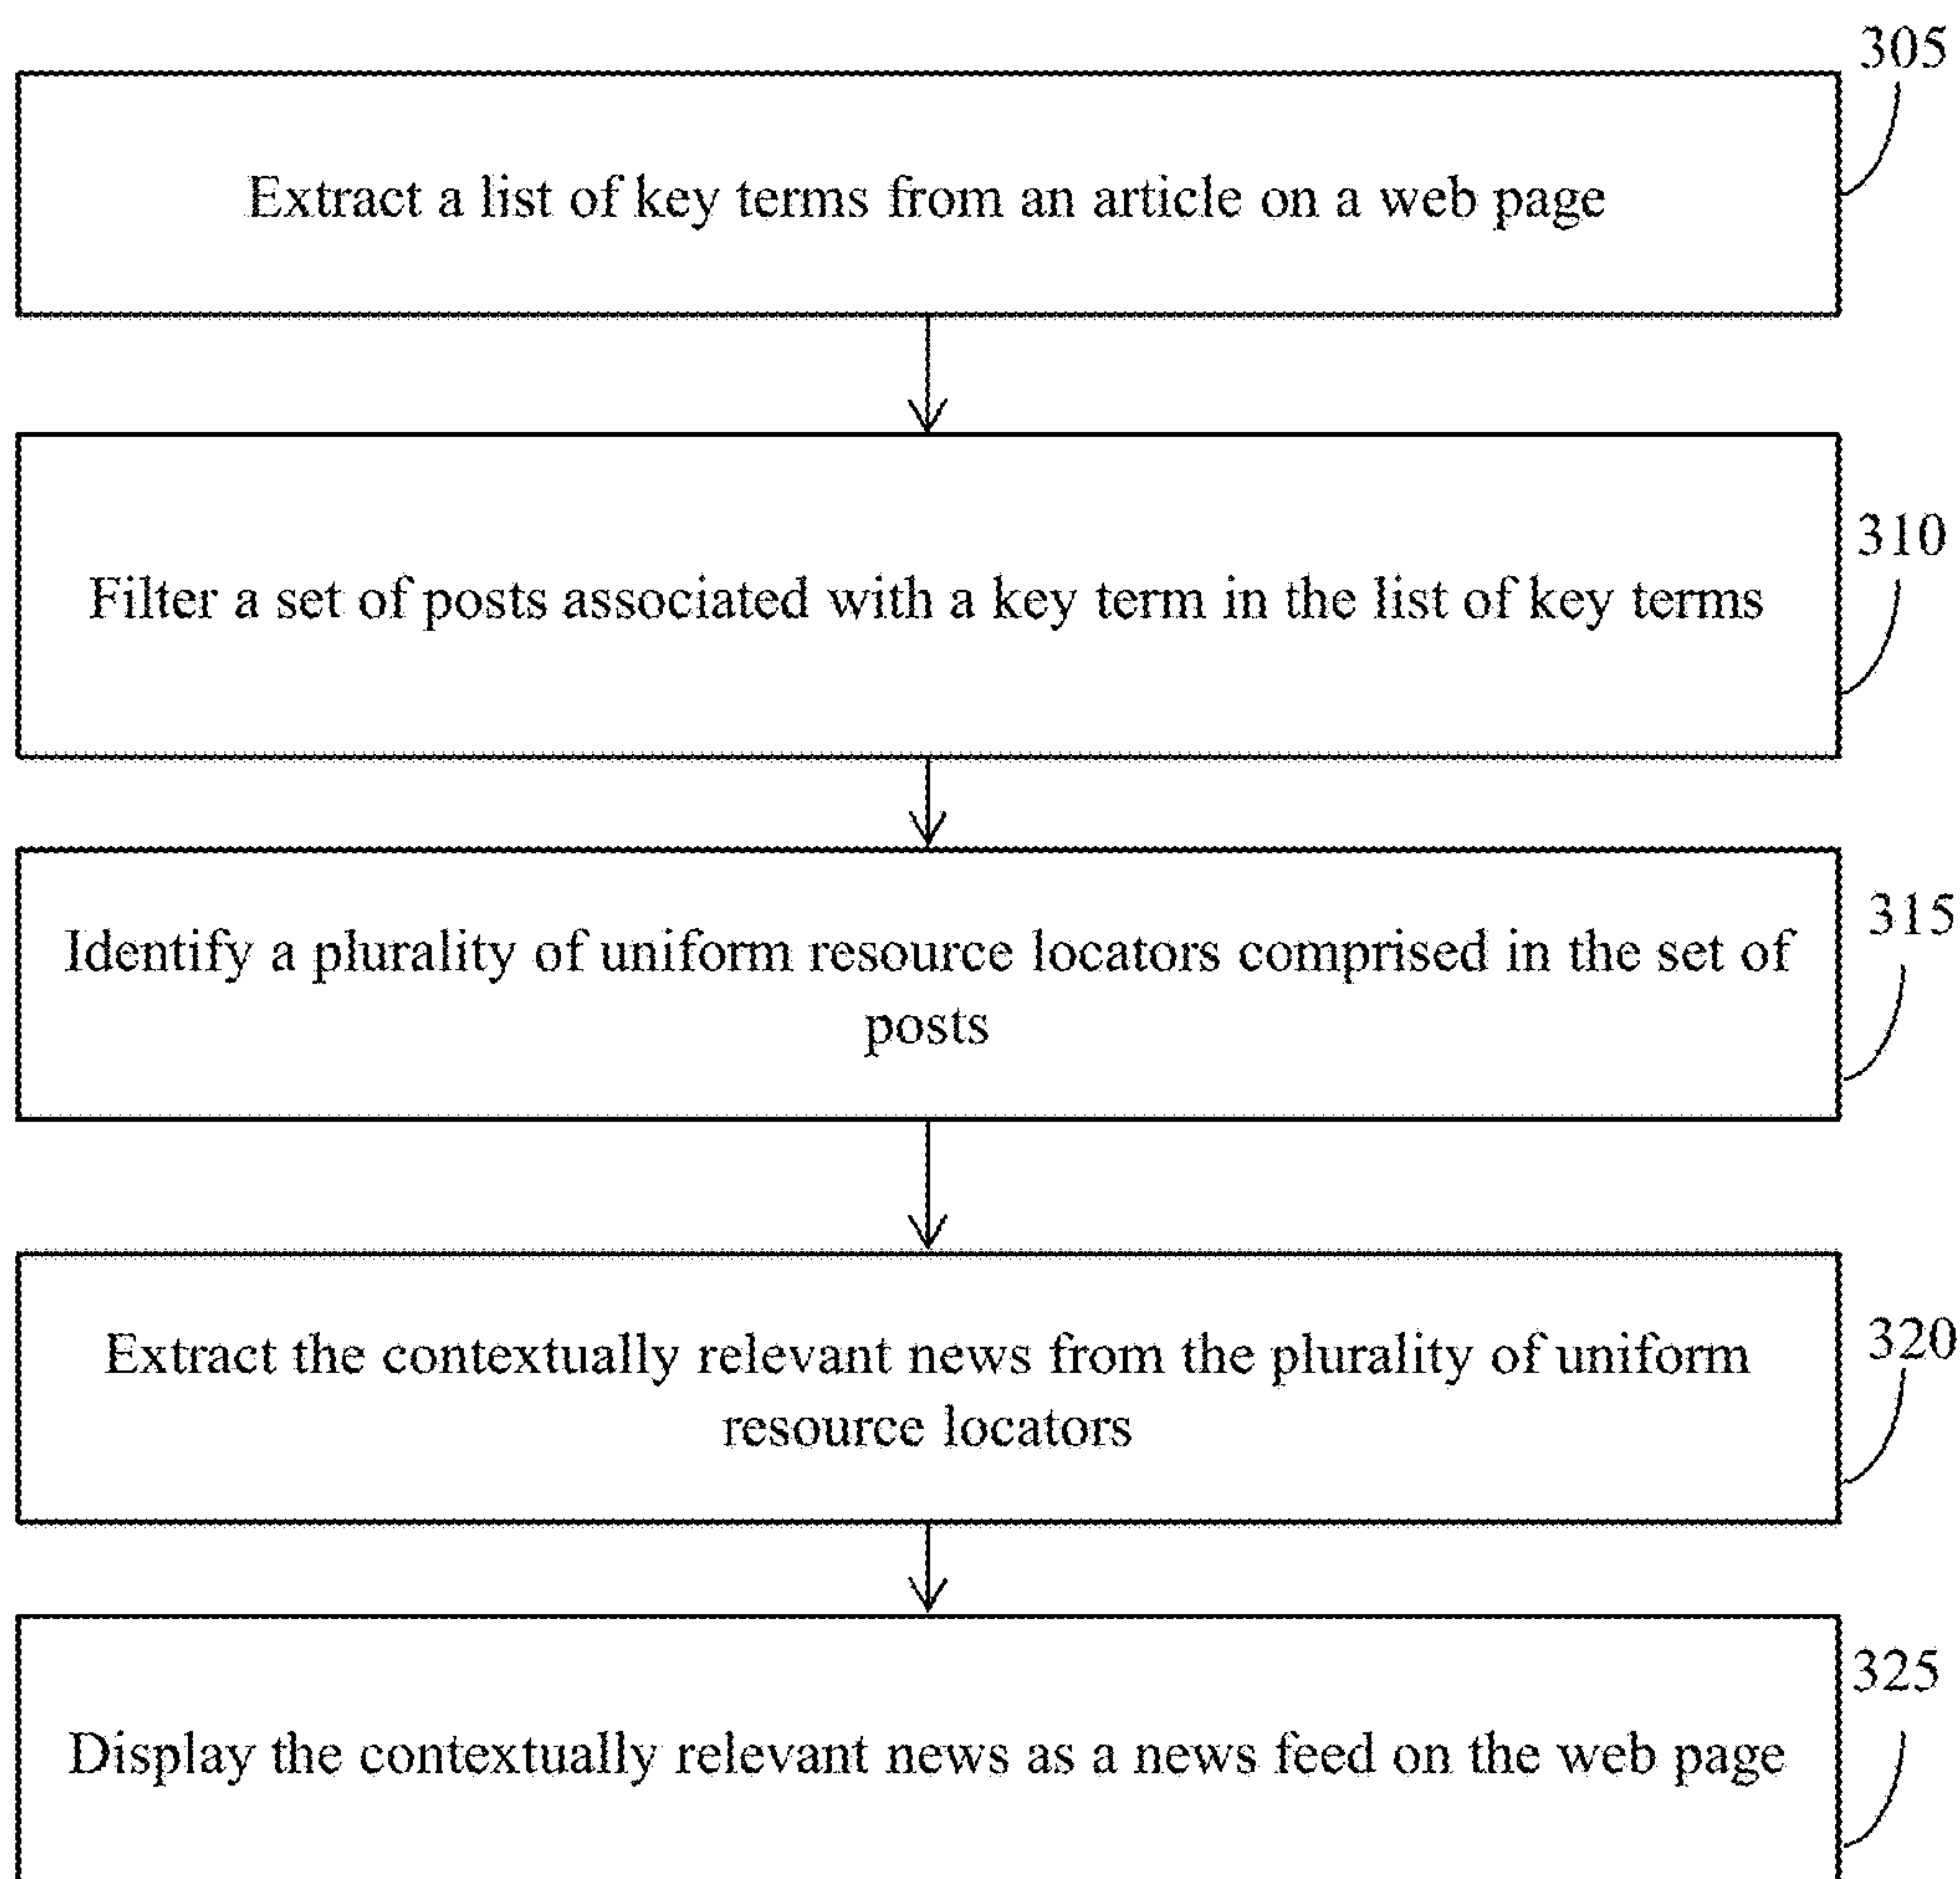 305
Extract a list of key terms from an article on a web page
310
Filter a set of posts associated with a key term in the list of key terms
315
Identify a plurality of uniform resource locators comprised in the set of
posts
320
Extract the contextually relevant news from the plurality of uniform
resource locators
325
Display the contextually relevant news as a news feed on the web page